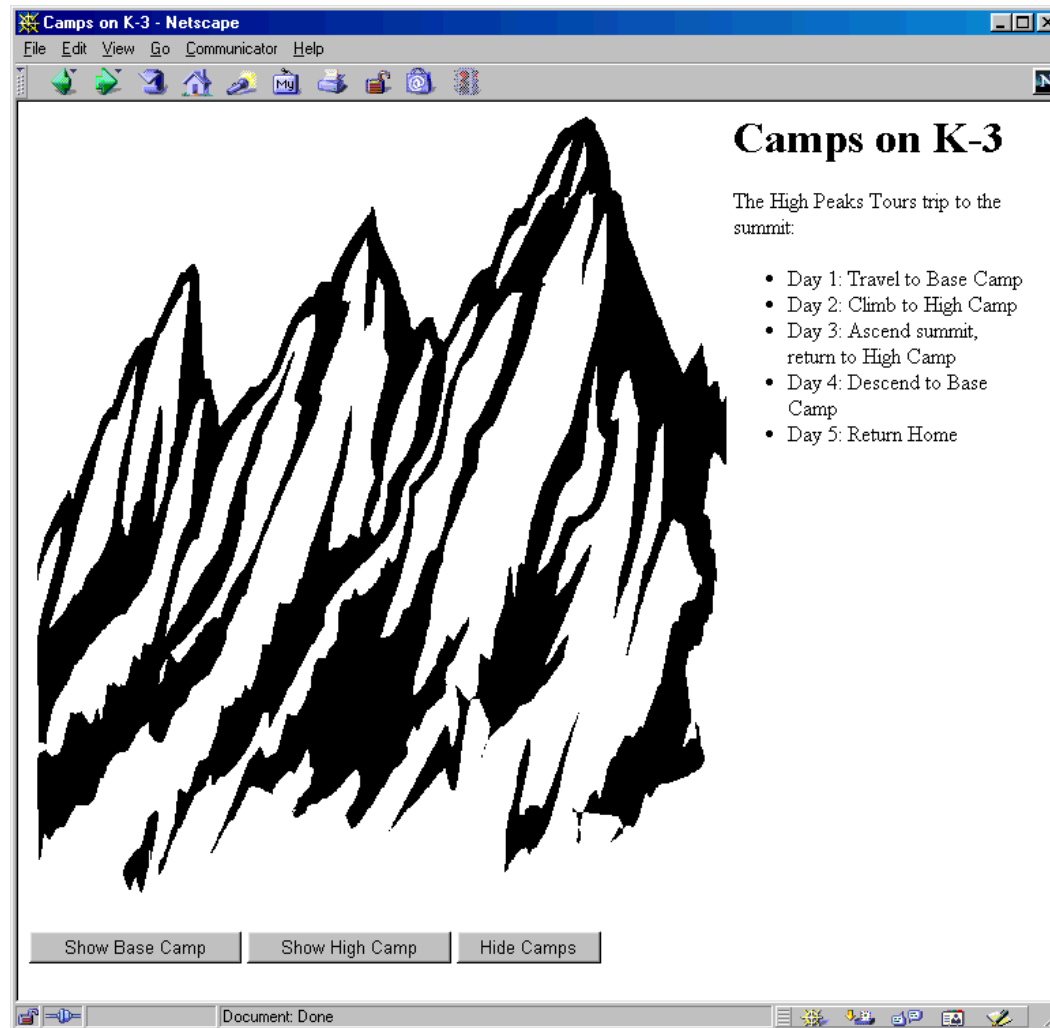 Camps on K-3 - Netscape
File Edit View Go Communicator Help
My
N
Camps on K-3
The High Peaks Tours trip to the
summit:
• Day 1: Travel to Base Camp
• Day 2: Climb to High Camp
• Day 3: Ascend summit,
return to High Camp
• Day 4: Descend to Base
Camp
• Day 5: Return Home
Show Base Camp Show High Camp Hide Camps
Document: Done